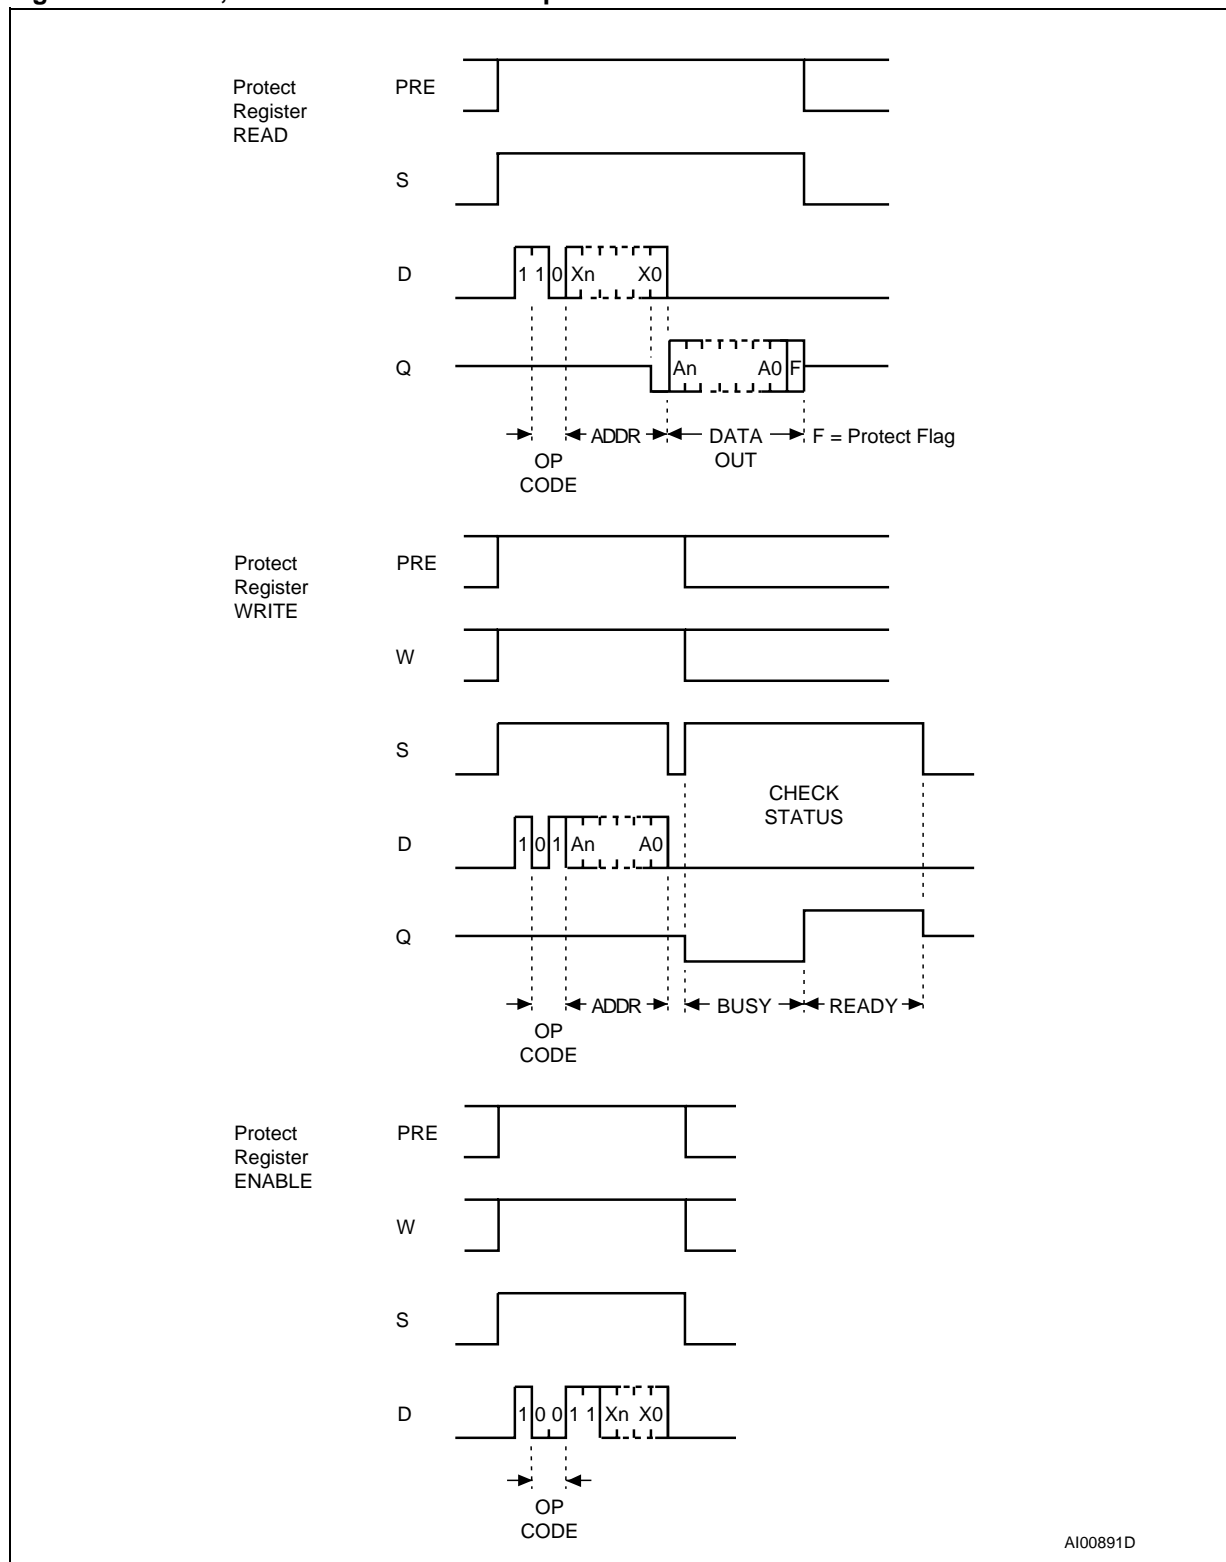 Protect
Register
READ
PRE
S
D
1 1 0 Xn X0
Q
An A0 F
ADDR
DATA
OUT
F = Protect Flag
OP
CODE
Protect
Register
WRITE
PRE
W
S
CHECK
STATUS
D
1 0 1 An A0
Q
ADDR
BUSY
READY
OP
CODE
Protect
Register
ENABLE
PRE
W
S
D
1 0 0 1 1 Xn X0
OP
CODE
AI00891D